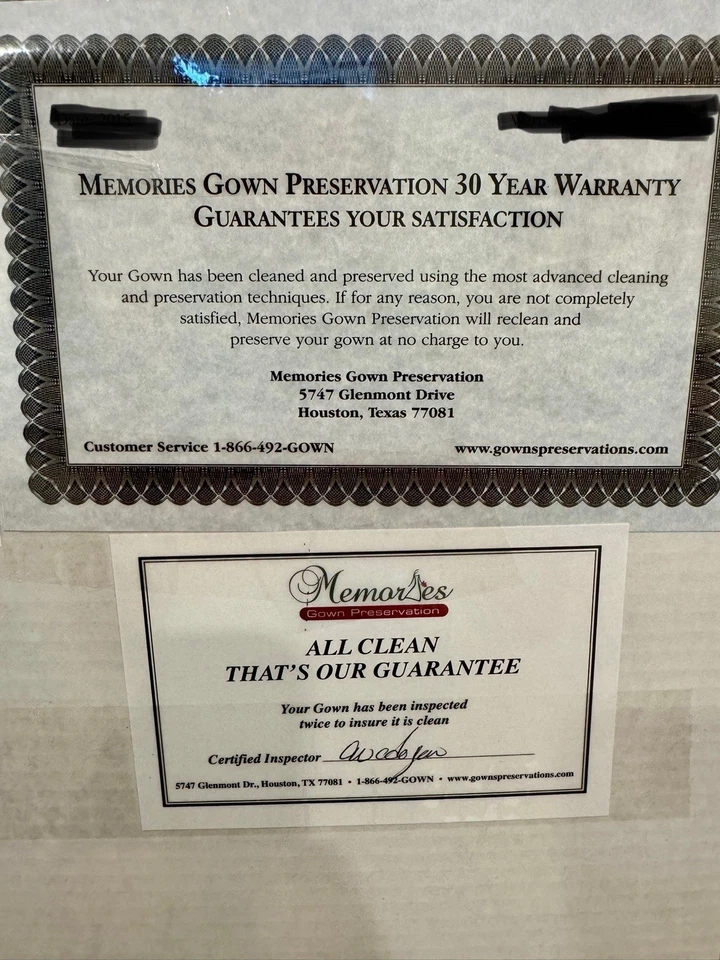 MEMORIES GOWN PRESERVATION 30 YEAR WARRANTY
GUARANTEES YOUR SATISFACTION
Your Gown has been cleaned and preserved using the most advanced cleaning
and preservation techniques. If for any reason, you are not completely
satisfied, Memories Gown Preservation will reclean and
preserve your gown at no charge to you.
Memories Gown Preservation
5747 Glenmont Drive
Houston, Texas 77081
Customer Service 1-866-492-GOWN www.gownspreservations.com
Memories
Gown Preservation
ALL CLEAN
THAT'S OUR GUARANTEE
Your Gown has been inspected
twice to insure it is clean
Certified Inspector
5747 Glenmont Dr., Houston, TX 77081 • 1-866-492-GOWN • www.gownspreservations.com